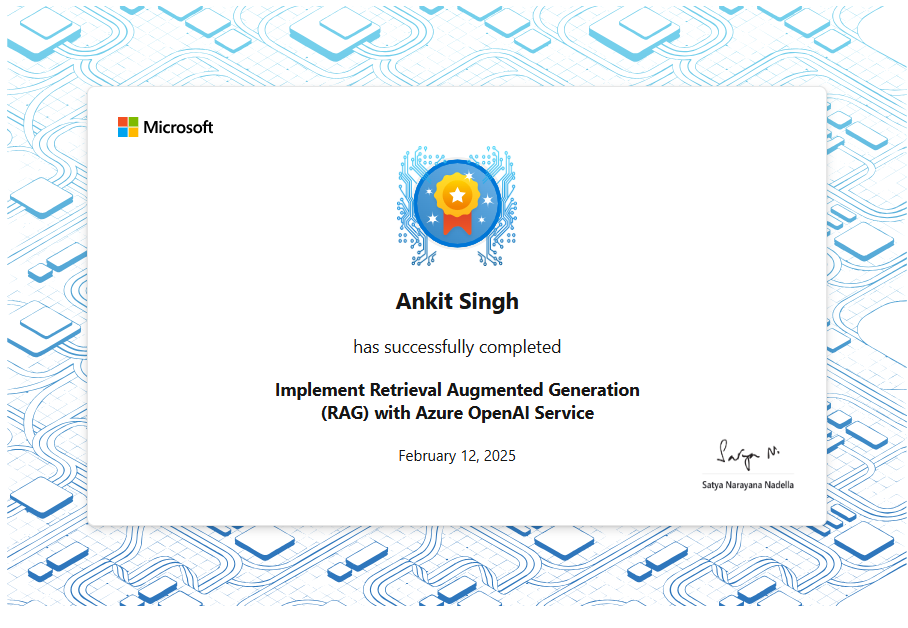 Microsoft
Ankit Singh
has successfully completed
Implement Retrieval Augmented Generation
(RAG) with Azure OpenAI Service
February 12, 2025
Satya N.
Satya Narayana Nadella